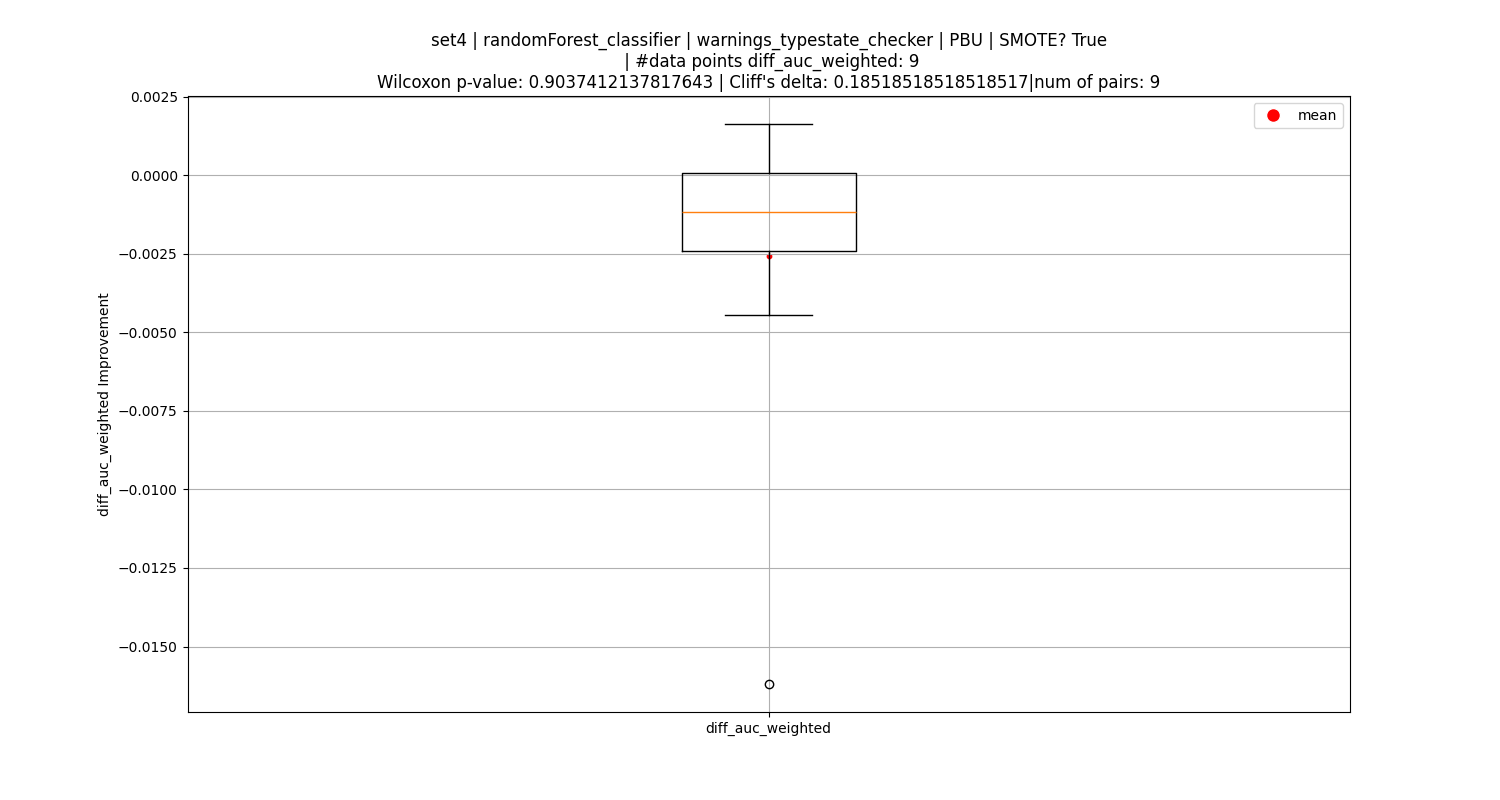 set4 | randomForest_classifier | warnings_typestate_checker | PBU | SMOTE? True
| #data points diff_auc_weighted: 9
Wilcoxon p-value: 0.9037412137817643 | Cliff's delta: 0.18518518518518517|num of pairs: 9
mean
0.0025
0.0000
−0.0025
−0.0050
−0.0075
−0.0100
−0.0125
−0.0150
diff_auc_weighted Improvement
diff_auc_weighted